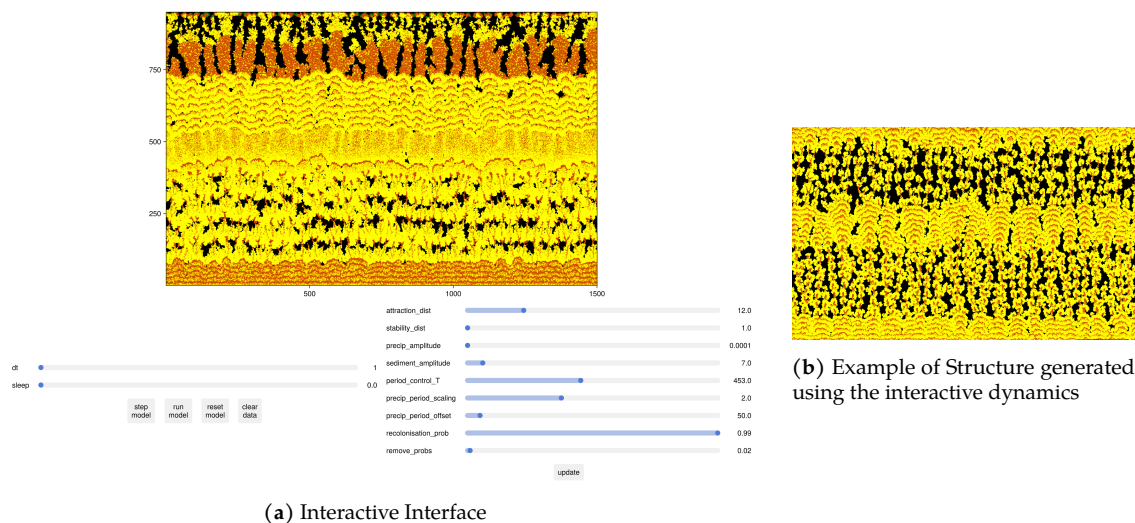 750
500
250
500
1000
1500
attraction_dist 12.0
stability_dist 1.0
precip_amplitude 0.0001
sediment_amplitude 7.0
period_control_T 453.0
precip_period_scaling 2.0
precip_period_offset 50.0
recolonisation_prob 0.99
remove_probs 0.02
update
dt 1
sleep 0.0
step
model
run
model
reset
model
clear
data
(a) Interactive Interface
(b) Example of Structure generated
using the interactive dynamics